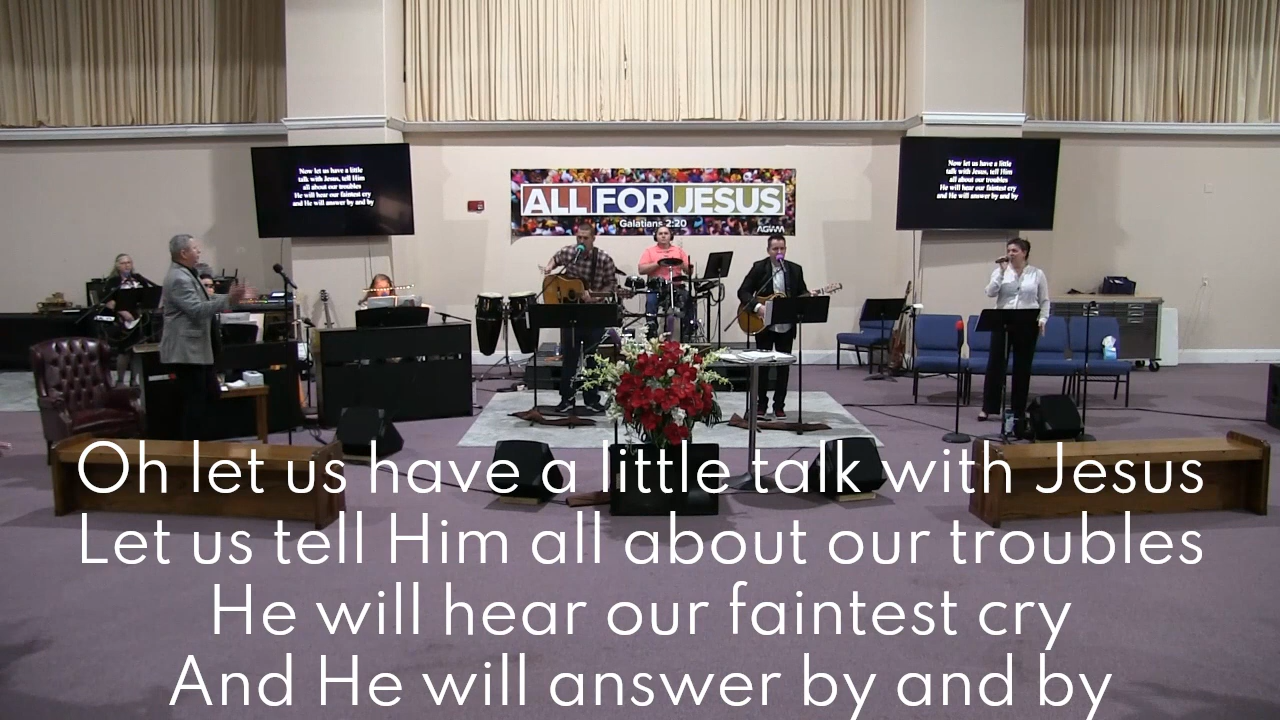 Now let us have a little
talk with Jesus, tell Him
all about our troubles
He will hear our faintest cry
and He will answer by and by
ALL FOR JESUS
Galatians 2:20
AGWM
Now let us have a little
talk with Jesus, tell Him
all about our troubles
He will hear our faintest cry
and He will answer by and by
Oh let us have a little talk with Jesus
Let us tell Him all about our troubles
He will hear our faintest cry
And He will answer by and by